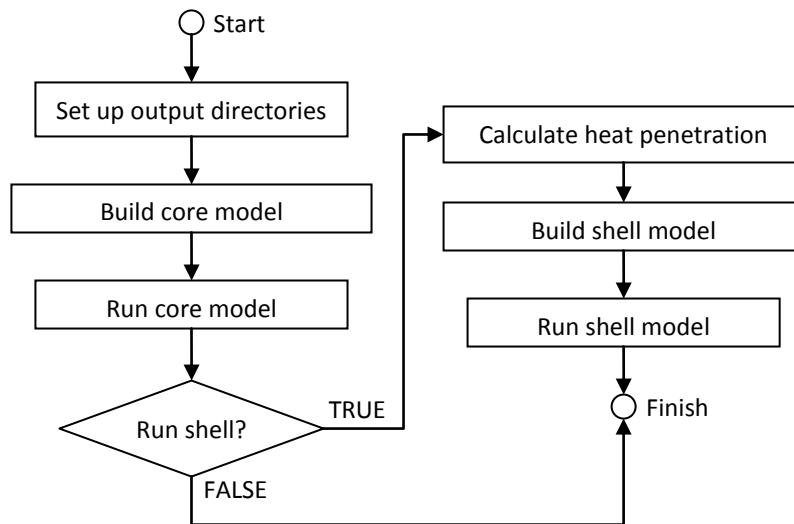 Start
Set up output directories
Build core model
Run core model
Run shell?
TRUE
FALSE
Calculate heat penetration
Build shell model
Run shell model
Finish